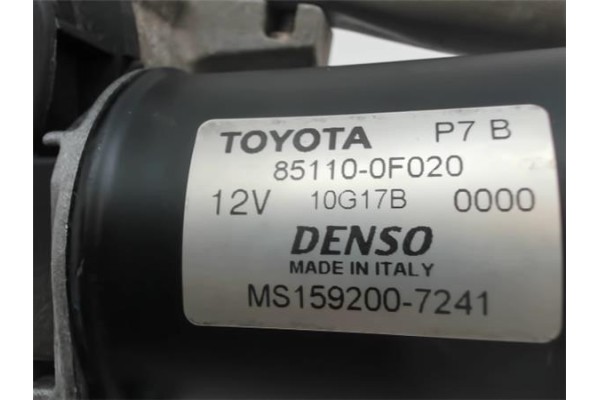 TOYOTA P7 B
85110-0F020
12V 10G17B 0000
DENSO
MADE IN ITALY
MS159200-7241